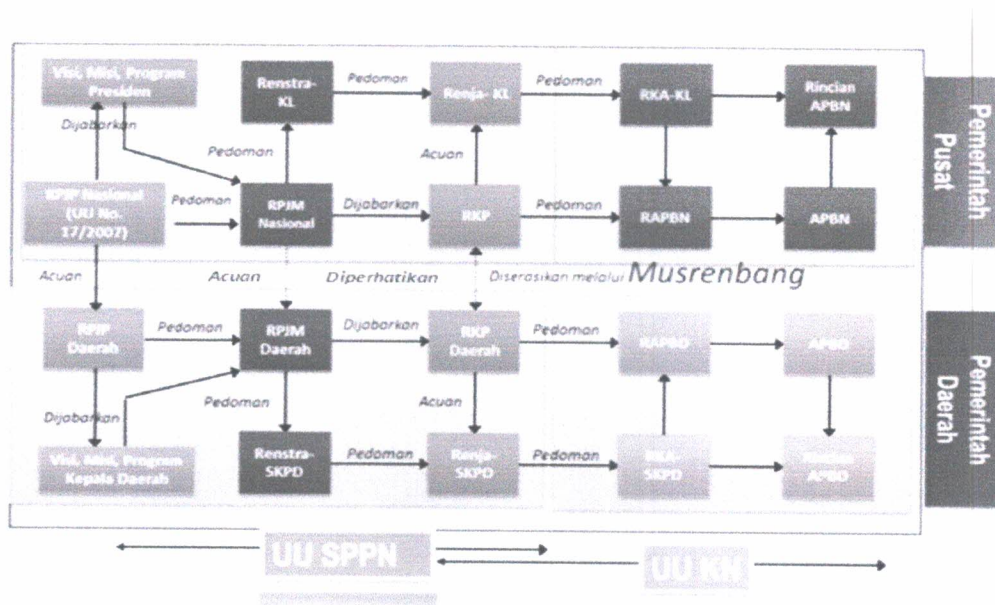 Visi, Misi, Program
Presiden
Renstra-
KL
Pedoman
Renja- KL
Pedoman
RKA-KL
Rincian
APBN
Dijabarkan
Pedoman
Acuan
RPJP Nasional
(UU No.
17/2007)
Pedoman
RPJM
Nasional
Dijabarkan
RKP
Pedoman
RAPBN
APBN
Pemerintah
Pusat
Acuan
Acuan
Diperhatikan
Diserasikan melalui Musrenbang
RPJP
Daerah
Pedoman
RPJM
Daerah
Dijabarkan
RKP
Daerah
Pedoman
RAPBD
APBD
Dijabarkan
Pedoman
Acuan
Visi, Misi, Program
Kepala Daerah
Renstra-
SKPD
Pedoman
Renja-
SKPD
Pedoman
RKA-
SKPD
Rincian
APBD
Pemerintah
Daerah
UU SPPN
UU KN